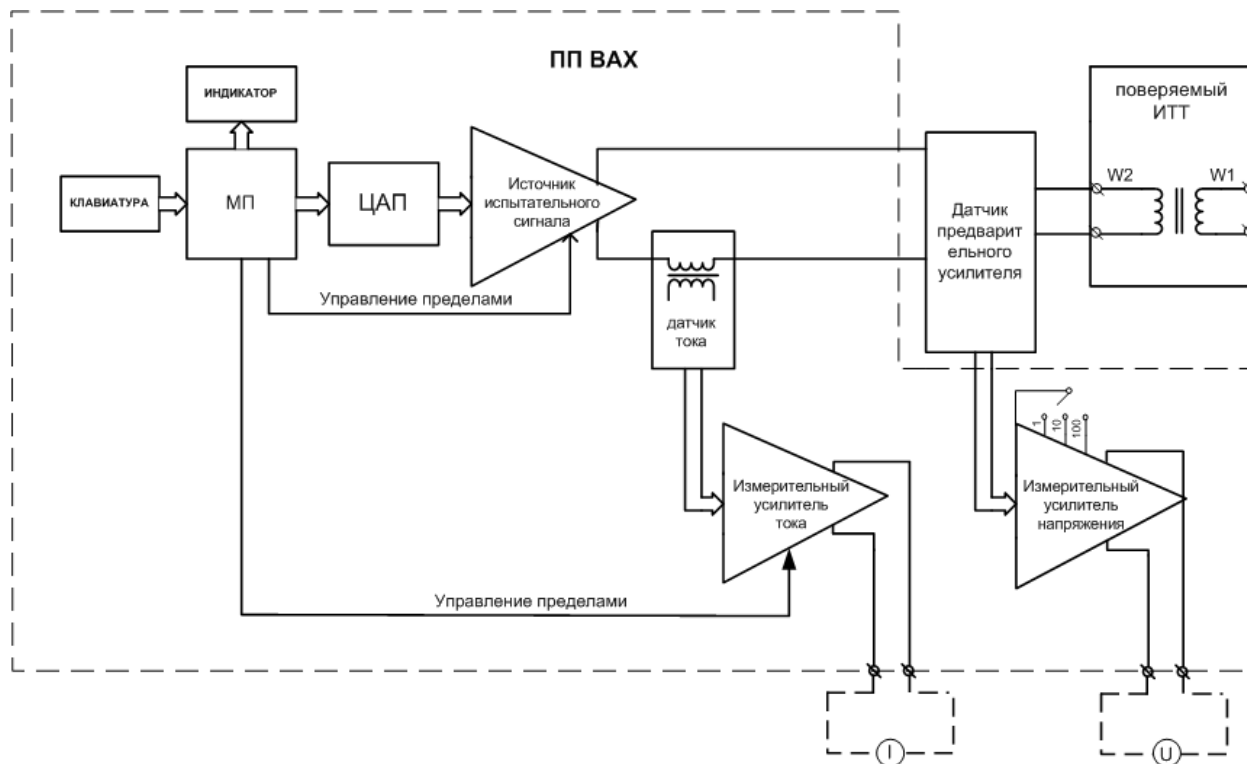 ПП ВАХ
ИНДИКАТОР
КЛАВИАТУРА
МП
ЦАП
Источник
испытательного
сигнала
Управление пределами
датчик
тока
Датчик
предварит
ельного
усилителя
поверяемый
ИТТ
W2
W1
1
10
100
Измерительный
усилитель
тока
Измерительный
усилитель
напряжения
Управление пределами
I
U